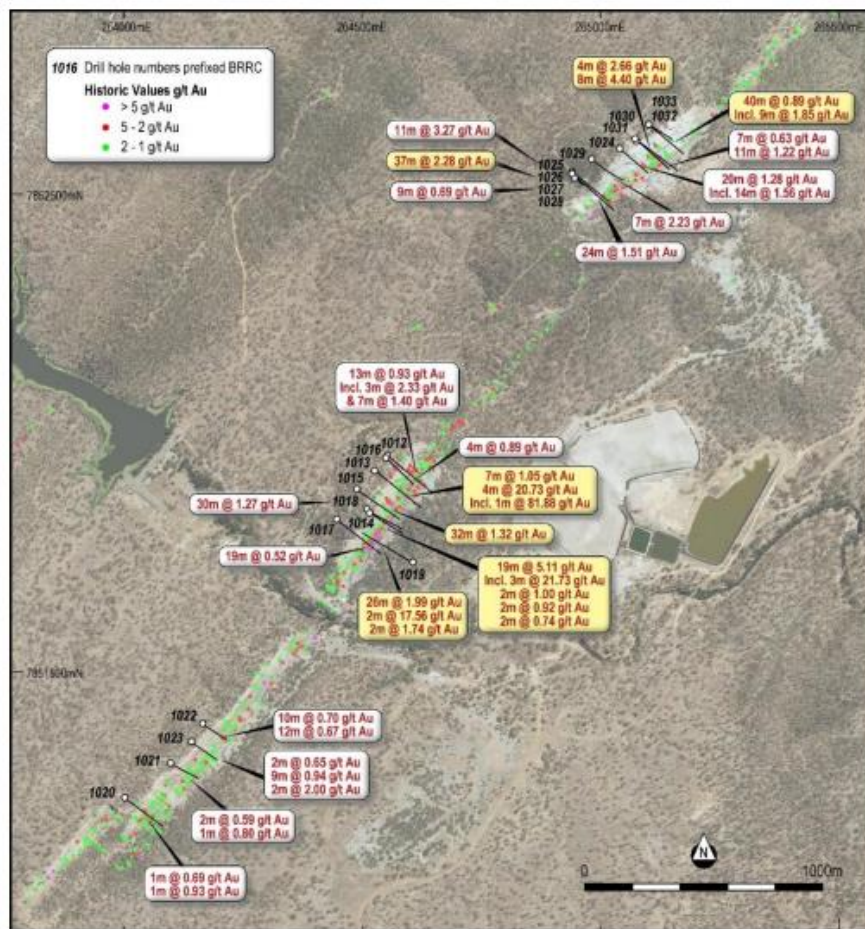 264000mE
264500mE
265000mE
265500mE
1016 Drill hole numbers prefixed BRRC
Historic Values g/t Au
> 5 g/t Au
5 - 2 g/t Au
2 - 1 g/t Au
4m @ 2.66 g/t Au
8m @ 4.40 g/t Au
1033
1032
1030
1031
1024
1029
40m @ 0.89 g/t Au
Incl. 9m @ 1.85 g/t Au
11m @ 3.27 g/t Au
37m @ 2.28 g/t Au
9m @ 0.69 g/t Au
1025
1026
1027
1028
7m @ 0.63 g/t Au
11m @ 1.22 g/t Au
20m @ 1.28 g/t Au
Incl. 14m @ 1.56 g/t Au
7m @ 2.23 g/t Au
24m @ 1.51 g/t Au
7852500mN
13m @ 0.93 g/t Au
Incl. 3m @ 2.33 g/t Au
& 7m @ 1.40 g/t Au
1012
1016
1013
1015
1018
1014
1017
4m @ 0.89 g/t Au
7m @ 1.05 g/t Au
4m @ 20.73 g/t Au
Incl. 1m @ 81.88 g/t Au
30m @ 1.27 g/t Au
32m @ 1.32 g/t Au
19m @ 0.52 g/t Au
1019
19m @ 5.11 g/t Au
Incl. 3m @ 21.73 g/t Au
2m @ 1.00 g/t Au
2m @ 0.92 g/t Au
2m @ 0.74 g/t Au
26m @ 1.99 g/t Au
2m @ 17.56 g/t Au
2m @ 1.74 g/t Au
1022
1023
1021
1020
10m @ 0.70 g/t Au
12m @ 0.67 g/t Au
2m @ 0.65 g/t Au
9m @ 0.94 g/t Au
2m @ 2.00 g/t Au
2m @ 0.59 g/t Au
1m @ 0.80 g/t Au
1m @ 0.69 g/t Au
1m @ 0.93 g/t Au
N
0
1000m